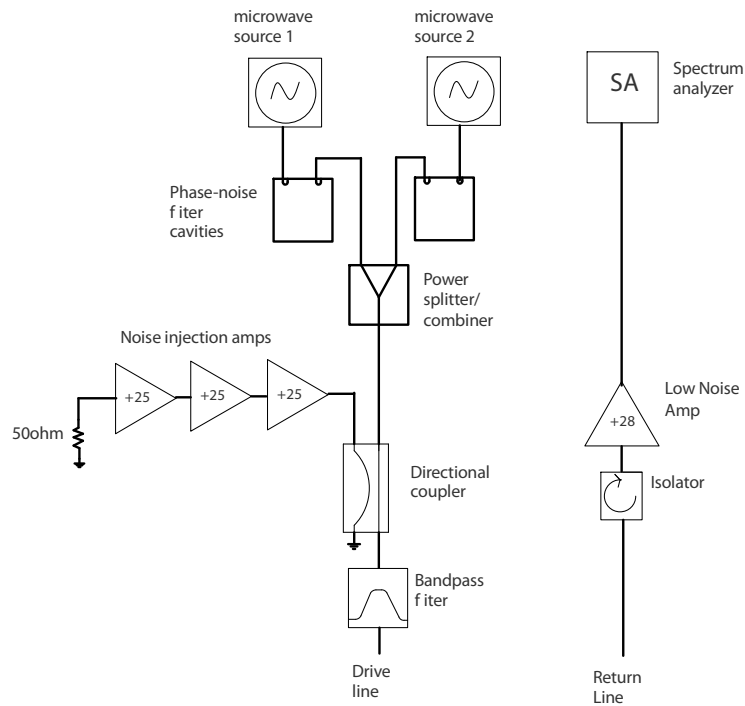 microwave
source 1
microwave
source 2
SA
Spectrum
analyzer
Phase-noise
f iter
cavities
Power
splitter/
combiner
Noise injection amps
+25
+25
+25
50ohm
Low Noise
Amp
+28
Directional
coupler
Isolator
Bandpass
f iter
Drive
line
Return
Line